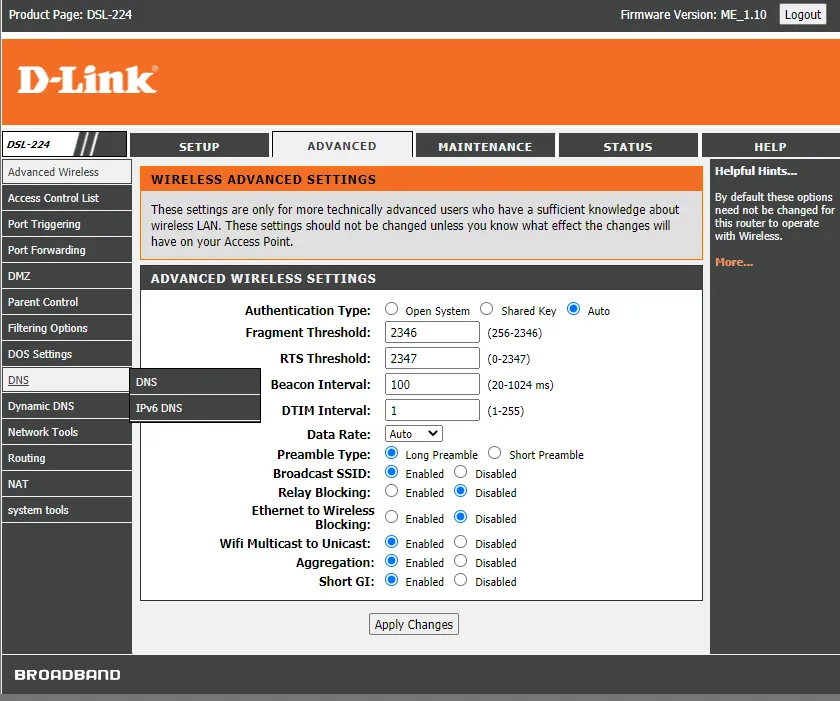 Product Page: DSL-224
Firmware Version: ME_1.10
Logout
D-Link®
DSL-224
SETUP
ADVANCED
MAINTENANCE
STATUS
HELP
Advanced Wireless
Access Control List
Port Triggering
Port Forwarding
DMZ
Parent Control
Filtering Options
DOS Settings
DNS
Dynamic DNS
Network Tools
Routing
NAT
system tools
DNS
IPv6 DNS
WIRELESS ADVANCED SETTINGS
These settings are only for more technically advanced users who have a sufficient knowledge about
wireless LAN. These settings should not be changed unless you know what effect the changes will
have on your Access Point.
ADVANCED WIRELESS SETTINGS
Authentication Type: Open System Shared Key Auto
Fragment Threshold: 2346 (256-2346)
RTS Threshold: 2347 (0-2347)
Beacon Interval: 100 (20-1024 ms)
DTIM Interval: 1 (1-255)
Data Rate: Auto
Preamble Type: Long Preamble Short Preamble
Broadcast SSID: Enabled Disabled
Relay Blocking: Enabled Disabled
Ethernet to Wireless
Blocking: Enabled Disabled
Wifi Multicast to Unicast: Enabled Disabled
Aggregation: Enabled Disabled
Short GI: Enabled Disabled
Apply Changes
Helpful Hints...
By default these options
need not be changed for
this router to operate
with Wireless.
More...
BROADBAND